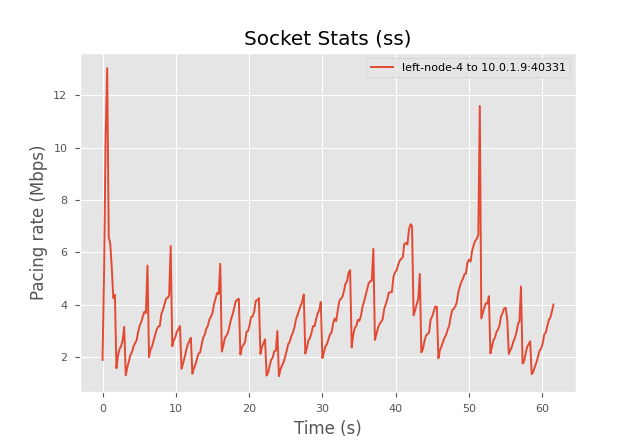 Socket Stats (ss)
left-node-4 to 10.0.1.9:40331
Pacing rate (Mbps)
12
10
8
6
4
2
0 10 20 30 40 50 60
Time (s)